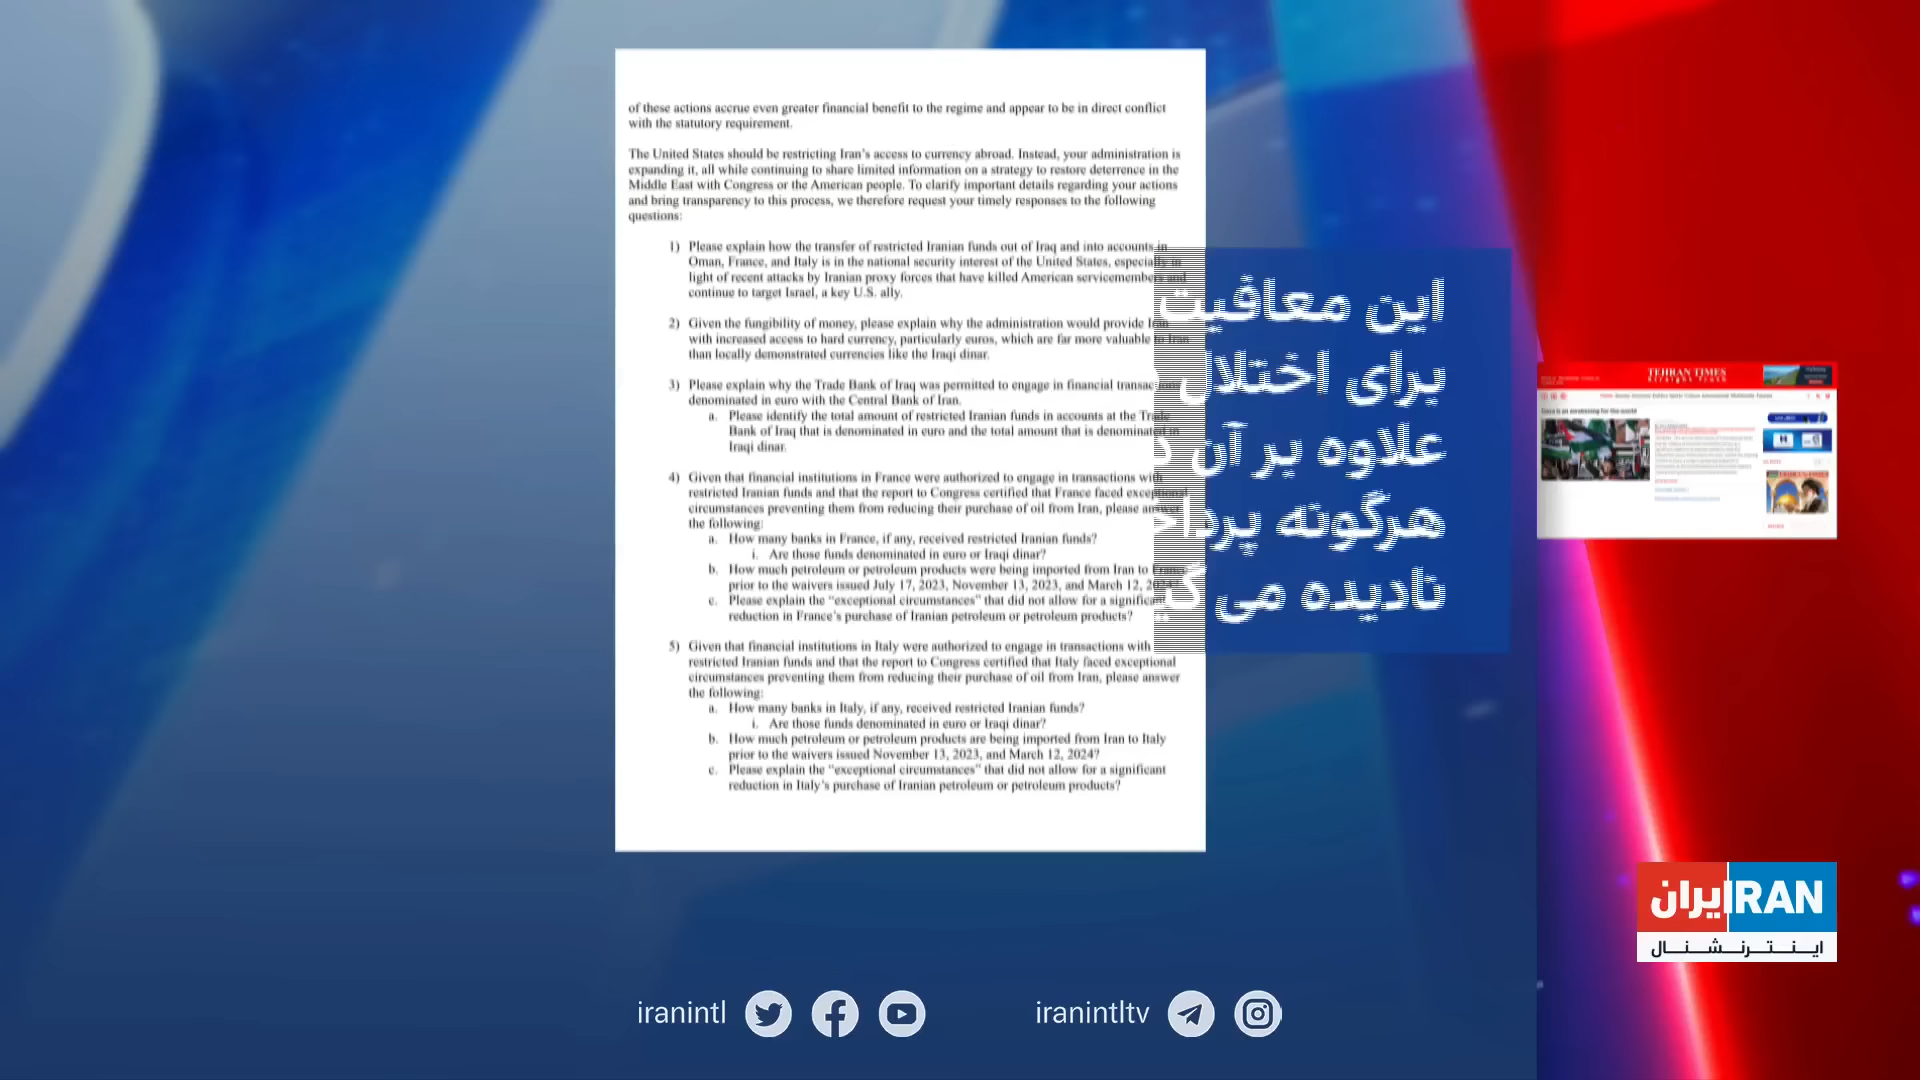 of these actions accrue even greater financial benefit to the regime and appear to be in direct conflict
with the statutory requirement.
The United States should be restricting Iran's access to currency abroad. Instead, your administration is
expanding it, all while continuing to share limited information on a strategy to restore deterrence in the
Middle East with Congress or the American people. To clarify important details regarding your actions
and bring transparency to this process, we therefore request your timely responses to the following
questions:
1) Please explain how the transfer of restricted Iranian funds out of Iraq and into accounts in
Oman, France, and Italy is in the national security interest of the United States, especially in
light of recent attacks by Iranian proxy forces that have killed American servicemembers and
continue to target Israel, a key U.S. ally.
2) Given the fungibility of money, please explain why the administration would provide Iran
with increased access to hard currency, particularly euros, which are far more valuable to Iran
than locally demonstrated currencies like the Iraqi dinar.
3) Please explain why the Trade Bank of Iraq was permitted to engage in financial transactions
denominated in euro with the Central Bank of Iran.
a. Please identify the total amount of restricted Iranian funds in accounts at the Trade
Bank of Iraq that is denominated in euro and the total amount that is denominated in
Iraqi dinar.
4) Given that financial institutions in France were authorized to engage in transactions with
restricted Iranian funds and that the report to Congress certified that France faced exceptional
circumstances preventing them from reducing their purchase of oil from Iran, please answer
the following:
a. How many banks in France, if any, received restricted Iranian funds?
i. Are those funds denominated in euro or Iraqi dinar?
b. How much petroleum or petroleum products were being imported from Iran to France
prior to the waivers issued July 17, 2023, November 13, 2023, and March 12, 2024?
c. Please explain the "exceptional circumstances" that did not allow for a significant
reduction in France's purchase of Iranian petroleum or petroleum products?
5) Given that financial institutions in Italy were authorized to engage in transactions with
restricted Iranian funds and that the report to Congress certified that Italy faced exceptional
circumstances preventing them from reducing their purchase of oil from Iran, please answer
the following:
a. How many banks in Italy, if any, received restricted Iranian funds?
i. Are those funds denominated in euro or Iraqi dinar?
b. How much petroleum or petroleum products are being imported from Iran to Italy
prior to the waivers issued November 13, 2023, and March 12, 2024?
c. Please explain the "exceptional circumstances" that did not allow for a significant
reduction in Italy's purchase of Iranian petroleum or petroleum products?
این معافیت
برای اختلال
علاوه بر آن
هرگونه
نادیده می
TEHRAN TIMES
Straight Truth
ایران IRAN
اینترنشنال
iranintl
iranintltv